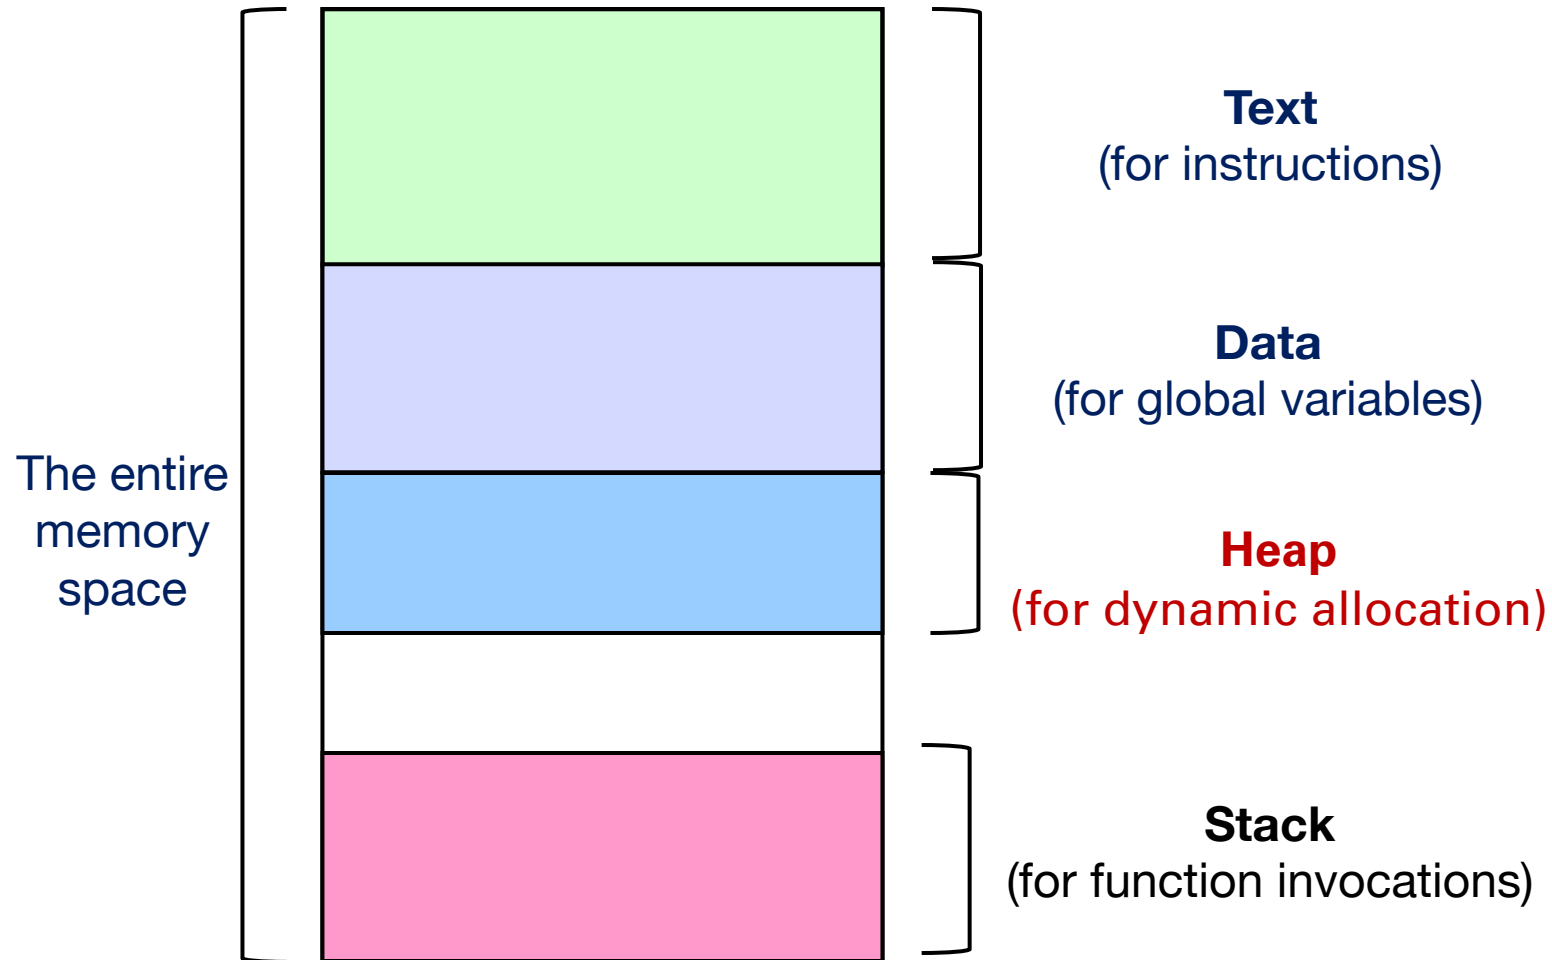 Text
(for instructions)
Data
(for global variables)
The entire
memory
space
Heap
(for dynamic allocation)
Stack
(for function invocations)